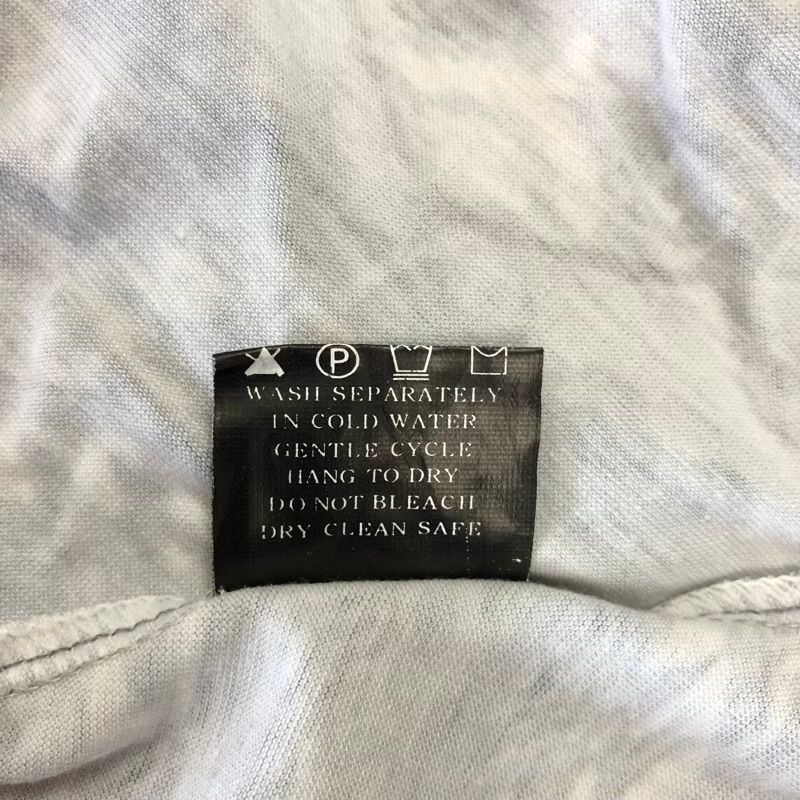 P
WASH SEPARATELY
IN COLD WATER
GENTLE CYCLE
HANG TO DRY
DO NOT BLEACH
DRY CLEAN SAFE